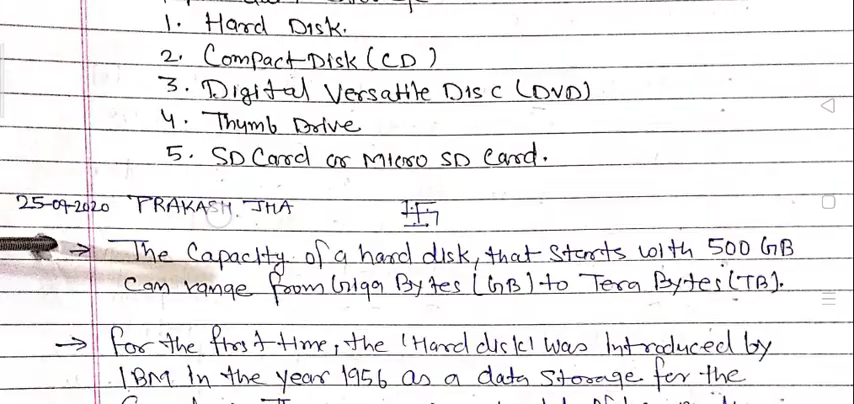 1. Hard Disk.
2. Compact Disk (CD)
3. Digital Versatile Disc (DVD)
4. Thumb Drive
5. SD Card or Micro SD Card.
25-09-2020 PRAKASH JHA
→ The Capacity of a hard disk, that starts with 500 GB
can range from Giga Bytes (GB) to Tera Bytes (TB).
→ for the first time, the 'Hard disk' was introduced by
IBM in the year 1956 as a data storage for the